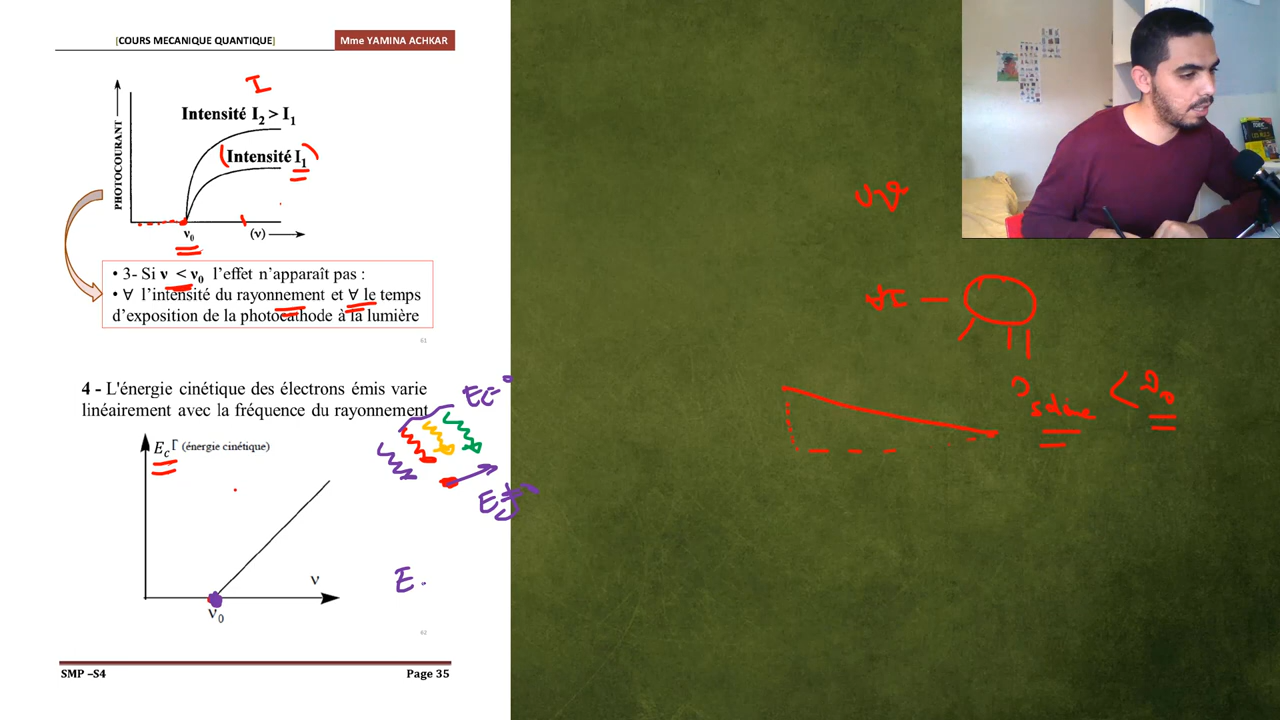 [COURS MECANIQUE QUANTIQUE]
Mme YAMINA ACHKAR
I
Intensité I₂ > I₁
(Intensité I₁)
PHOTOCOURANT
ν₀
(ν)
• 3- Si ν < ν₀ l'effet n'apparaît pas :
• ∀ l'intensité du rayonnement et ∀ le temps
d'exposition de la photocathode à la lumière
61
4 - L'énergie cinétique des électrons émis varie
linéairement avec la fréquence du rayonnement
Ec (énergie cinétique)
ν
ν₀
E.
62
SMP –S4
Page 35
< ν₀